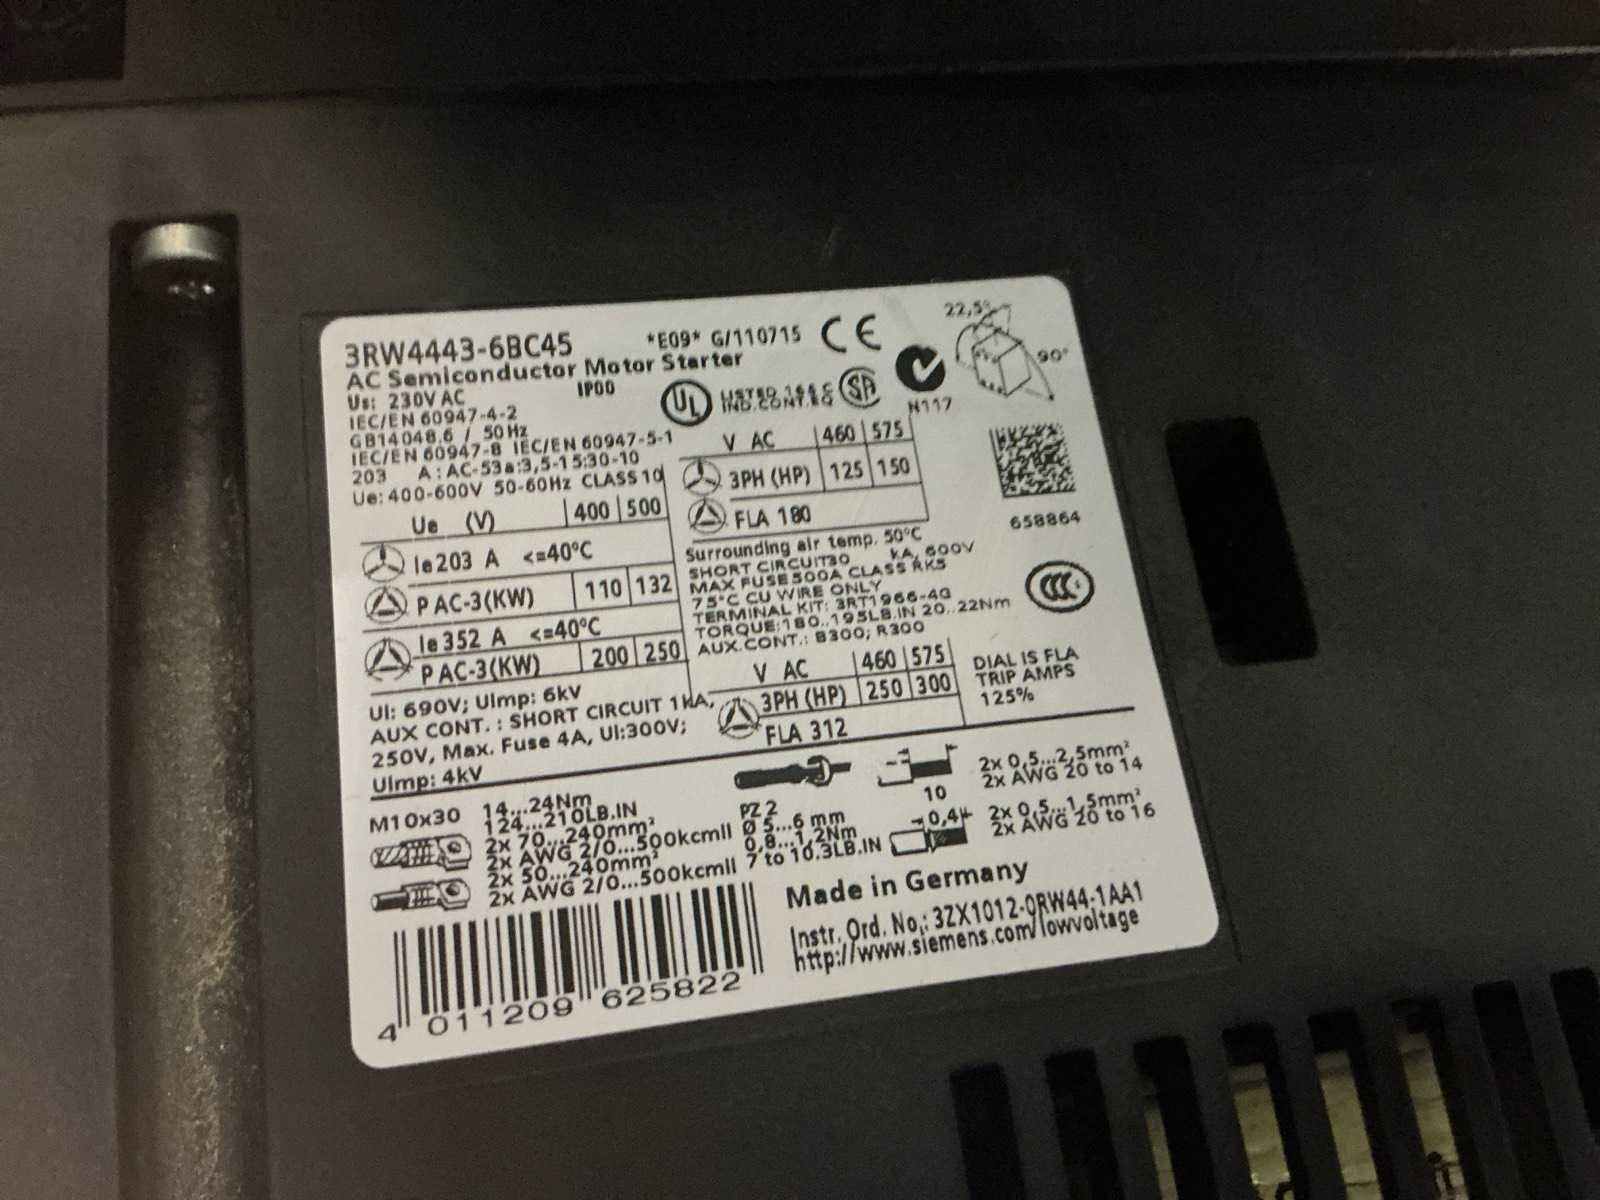 3RW4443-6BC45 *E09* G/110715 CE
AC Semiconductor Motor Starter
Us: 230V AC IP00
UL LISTED IND.CONT.EQ SA N117
22,5° 90°
IEC/EN 60947-4-2
GB14048.6 / 50Hz
IEC/EN 60947-8 IEC/EN 60947-5-1
203 A: AC-53a:3,5-15:30-10
Ue: 400-600V 50-60Hz CLASS 10
Ue (V) 400 500
Ie 203 A <=40°C
P AC-3(KW) 110 132
Ie 352 A <=40°C
P AC-3(KW) 200 250
UI: 690V; UImp: 6kV
AUX CONT. : SHORT CIRCUIT 1kA,
250V, Max. Fuse 4A, UI:300V;
UImp: 4kV
V AC 460 575
3PH (HP) 125 150
FLA 180
658864
Surrounding air temp. 50°C
SHORT CIRCUIT30 kA, 600V
MAX FUSE500A CLASS RK5
75°C CU WIRE ONLY
TERMINAL KIT: 3RT1966-4G
TORQUE:180..195LB.IN 20..22Nm
AUX.CONT.: B300; R300
CCC
V AC 460 575
3PH (HP) 250 300
FLA 312
DIAL IS FLA
TRIP AMPS
125%
M10x30 14...24Nm
124...210LB.IN
2x 70...240mm²
2x AWG 2/0...500kcmil
2x 50...240mm²
2x AWG 2/0...500kcmil
PZ 2
Ø 5...6 mm
0,8...1,2Nm
7 to 10.3LB.IN
10
2x 0,5...2,5mm²
2x AWG 20 to 14
0,4
2x 0,5...1,5mm²
2x AWG 20 to 16
Made in Germany
Instr. Ord. No.: 3ZX1012-0RW44-1AA1
http://www.siemens.com/lowvoltage
4 011209 625822